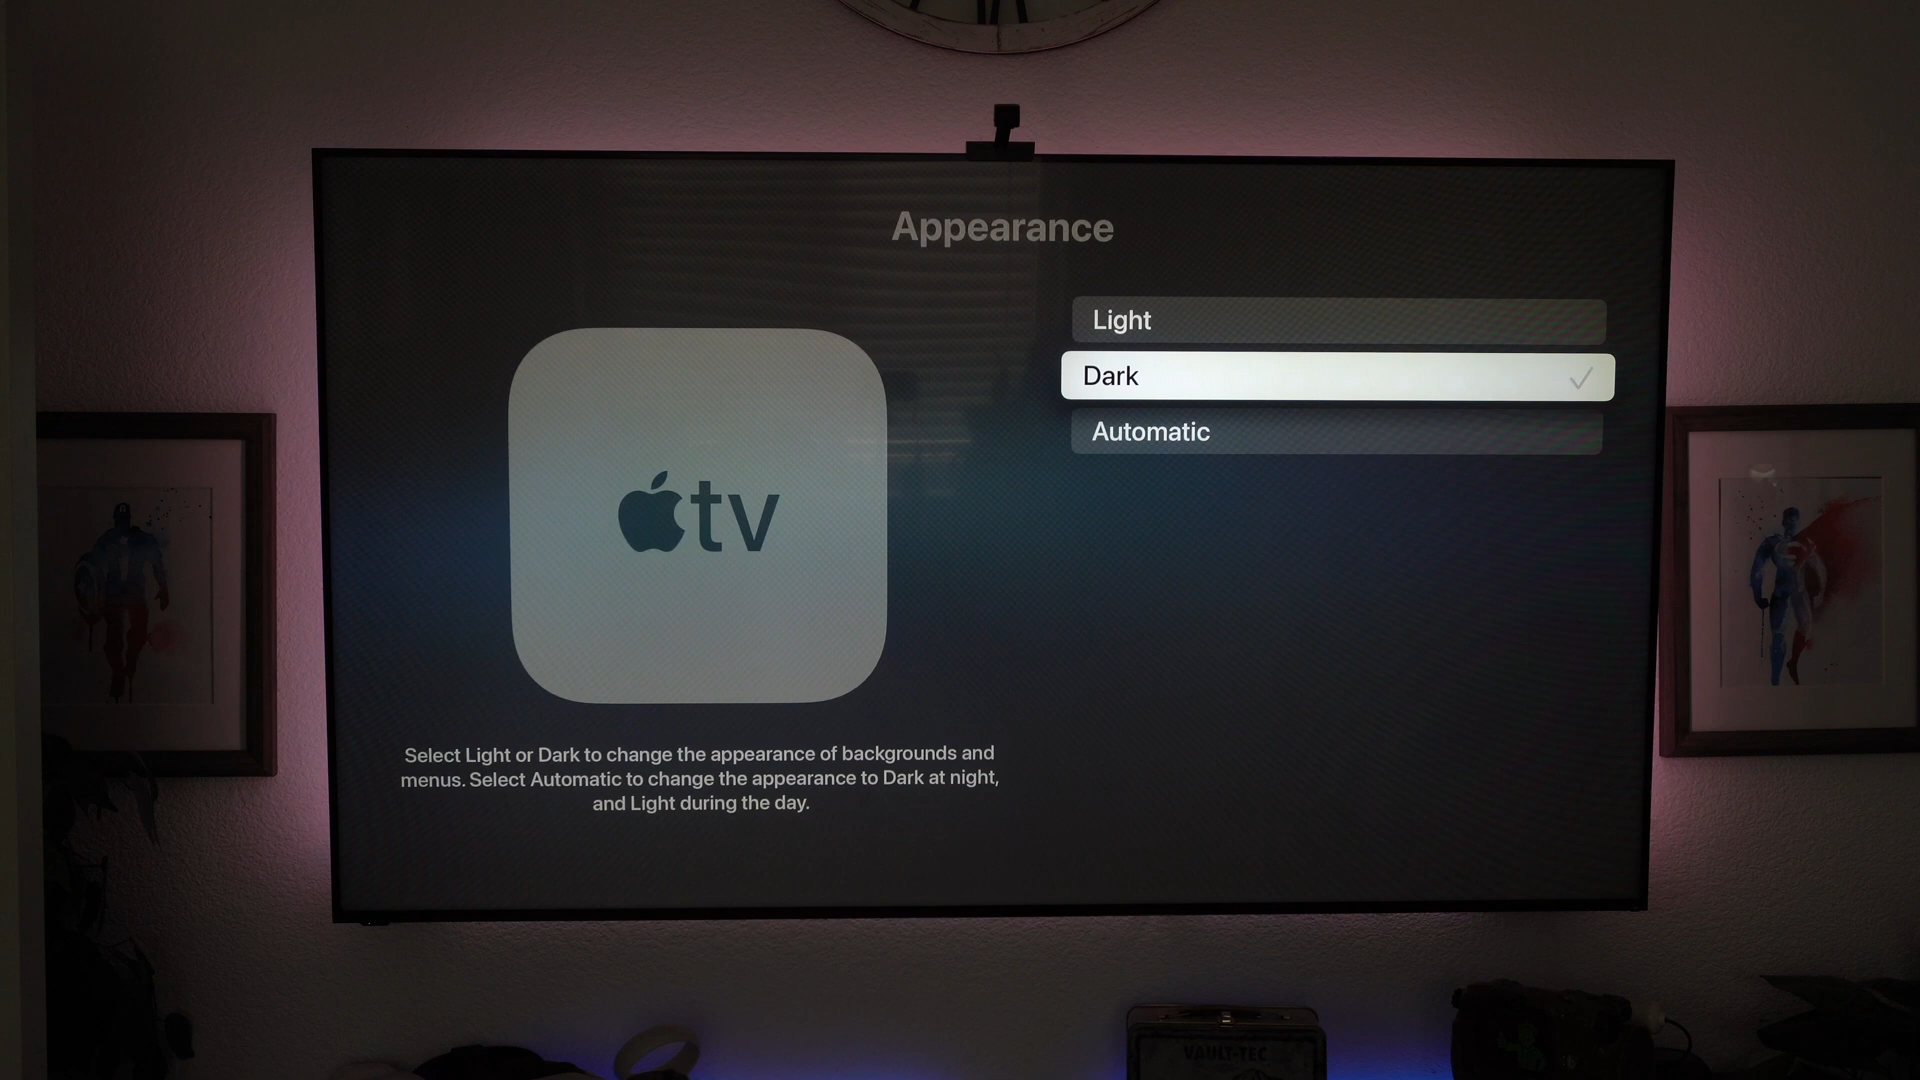 Appearance
Light
Dark
Automatic
tv
Select Light or Dark to change the appearance of backgrounds and
menus. Select Automatic to change the appearance to Dark at night,
and Light during the day.
VAULT-TEC